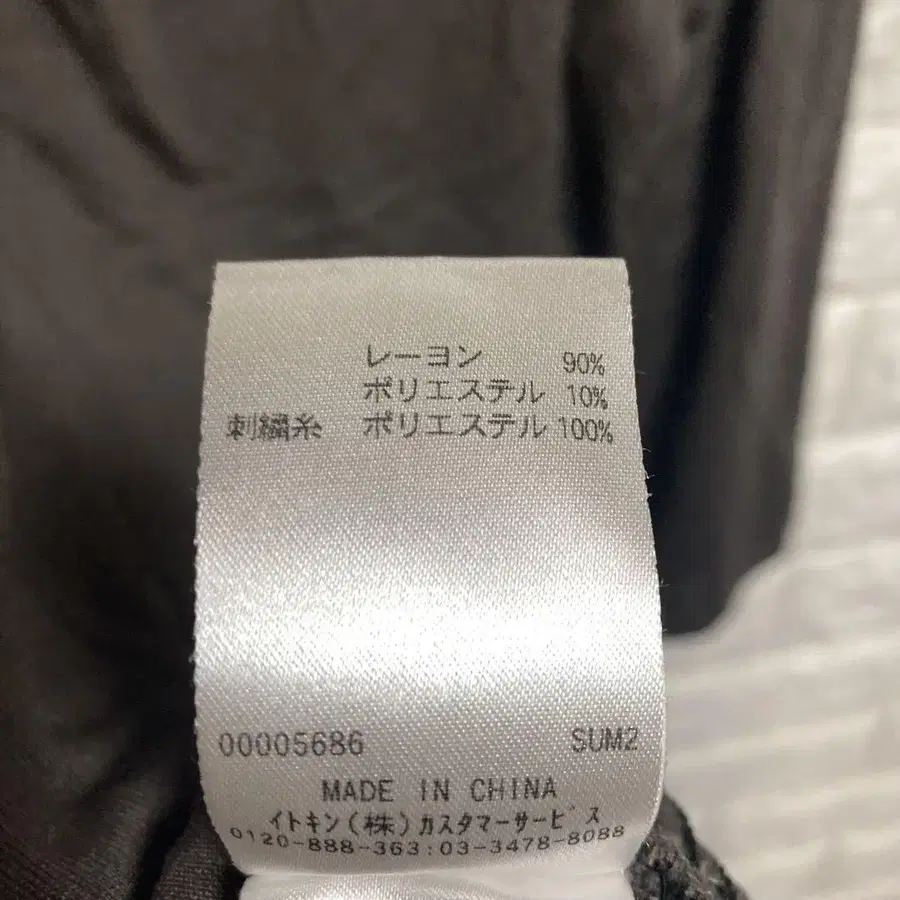 レーヨン 90%
ポリエステル 10%
刺繍糸 ポリエステル 100%
00005686 SUM2
MADE IN CHINA
イトキン(株)カスタマーサービス
0120-888-363:03-3478-8088